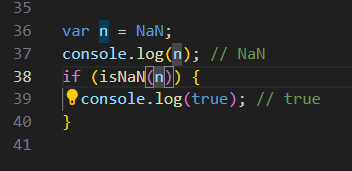 35
36 var n = NaN;
37 console.log(n); // NaN
38 if (isNaN(n)) {
39 console.log(true); // true
40 }
41